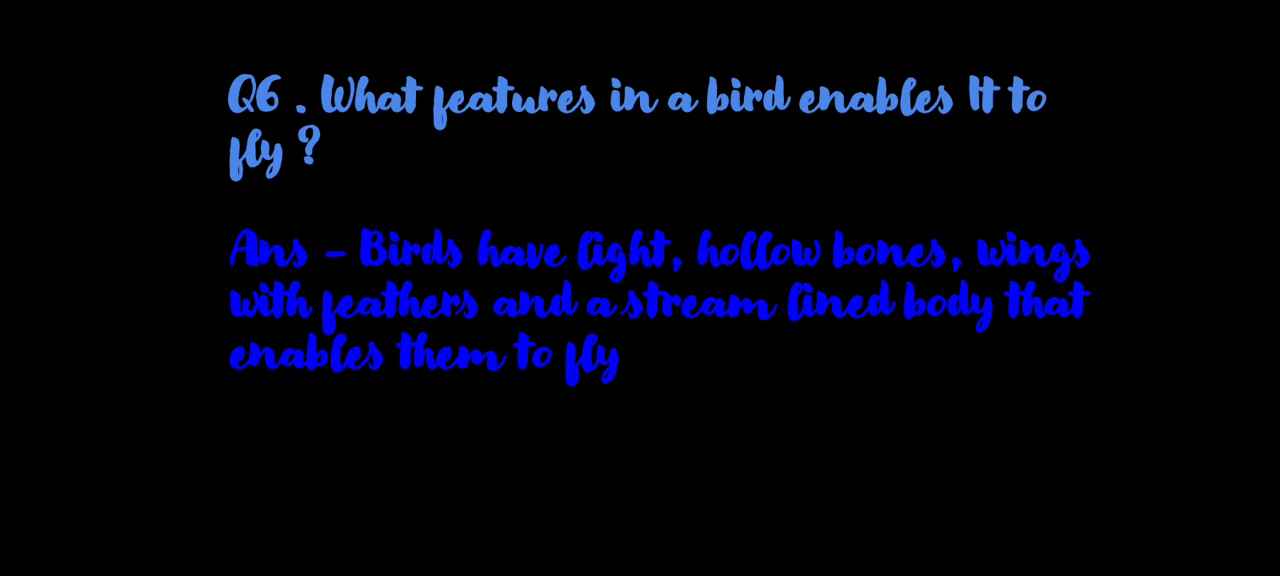 Q6 . What features in a bird enables It to
fly ?
Ans - Birds have light, hollow bones, wings
with feathers and a stream lined body that
enables them to fly